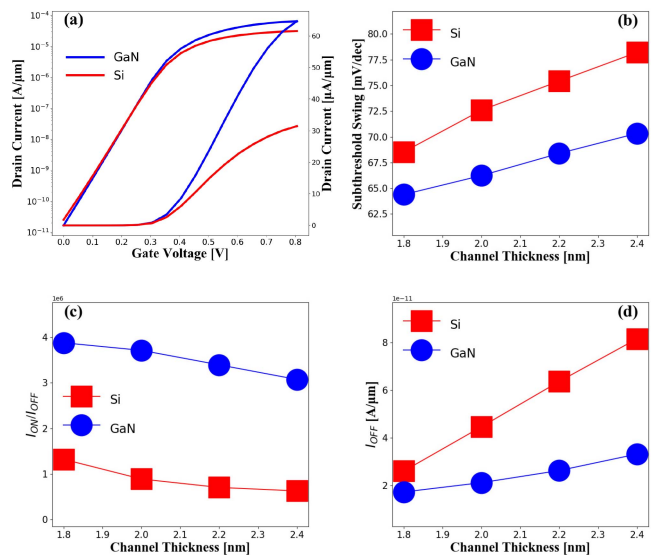 (a)
GaN
Si
Drain Current [A/μm]
10⁻⁴
10⁻⁵
10⁻⁶
10⁻⁷
10⁻⁸
10⁻⁹
10⁻¹⁰
10⁻¹¹
0.0 0.1 0.2 0.3 0.4 0.5 0.6 0.7 0.8
Gate Voltage [V]
60
50
40
30
20
10
0
Drain Current [μA/μm]
(b)
Si
GaN
Subthreshold Swing [mV/dec]
80.0
77.5
75.0
72.5
70.0
67.5
65.0
62.5
1.8 2.0 2.1 2.2 2.3 2.4
Channel Thickness [nm]
(c)
1e6
Si
GaN
I_ON/I_OFF
4
3
2
1
0
1.8 1.9 2.0 2.1 2.2 2.3 2.4
Channel Thickness [nm]
(d)
1e-11
Si
GaN
I_OFF [A/μm]
8
6
4
2
1.8 1.9 2.0 2.1 2.2 2.3 2.4
Channel Thickness [nm]